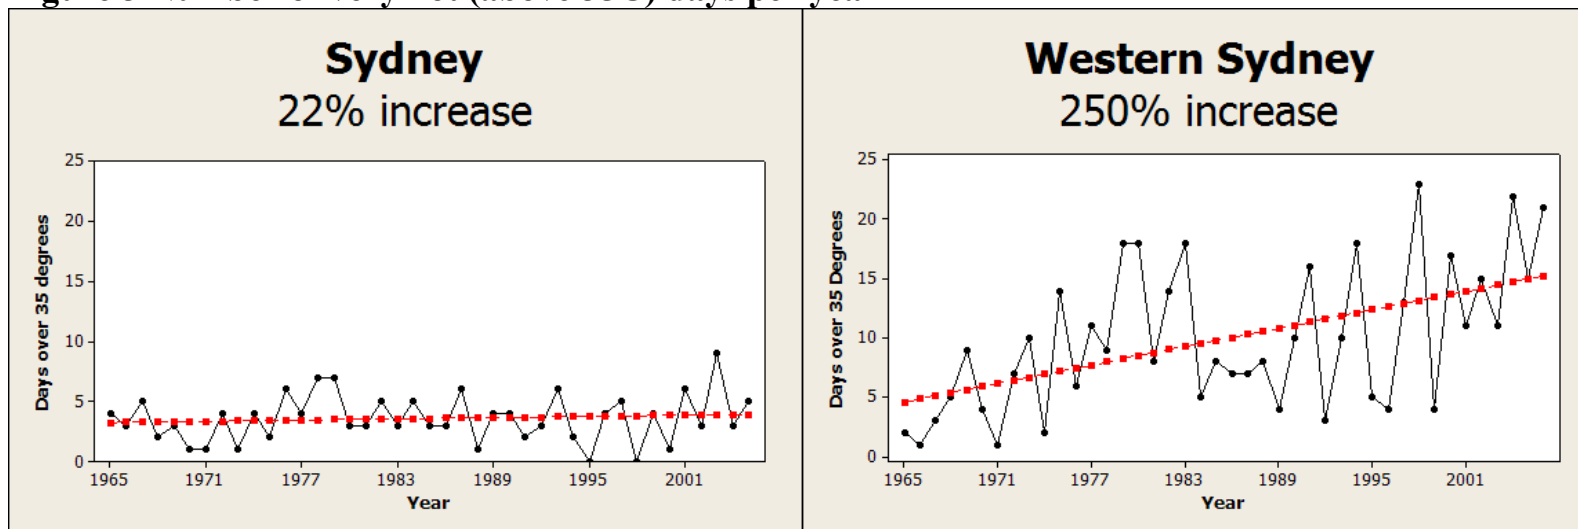 Sydney
22% increase
25
20
15
10
5
0
Days over 35 degrees
1965 1971 1977 1983 1989 1995 2001
Year
Western Sydney
250% increase
25
20
15
10
5
0
Days over 35 Degrees
1965 1971 1977 1983 1989 1995 2001
Year